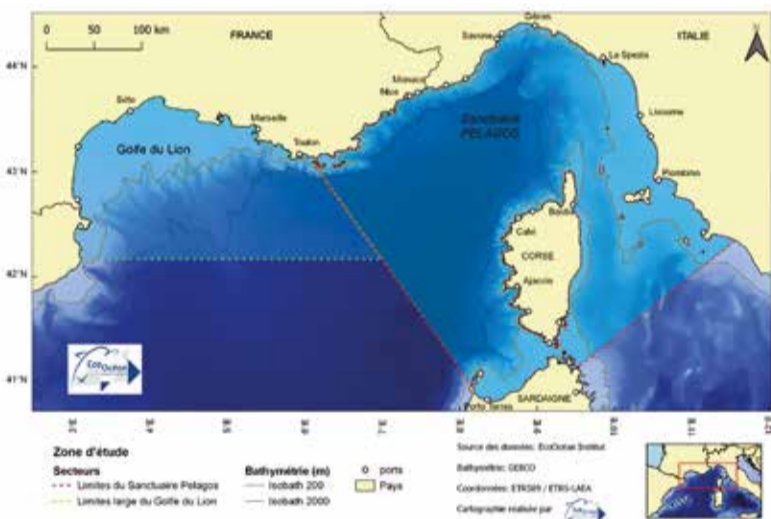 0 50 100 km
FRANCE
ITALIE
N
Gênes
Savone
La Spezia
44°N
Monaco
Nice
Sète
Marseille
Livourne
Toulon
Golfe du Lion
Sanctuaire
PELAGOS
43°N
Piombino
Bastia
Calvi
CORSE
42°N
Ajaccio
EcoOcéan
41°N
SARDAIGNE
Porto Torres
Zone d'étude
Secteurs
Limites du Sanctuaire Pelagos
Limites large du Golfe du Lion
Bathymétrie (m)
Isobath 200
Isobath 2000
ports
Pays
Source des données: EcoOcéan Institut
Bathymétrie: GEBCO
Coordonnées: ETRS89 / ETRS-LAEA
Cartographie réalisée par